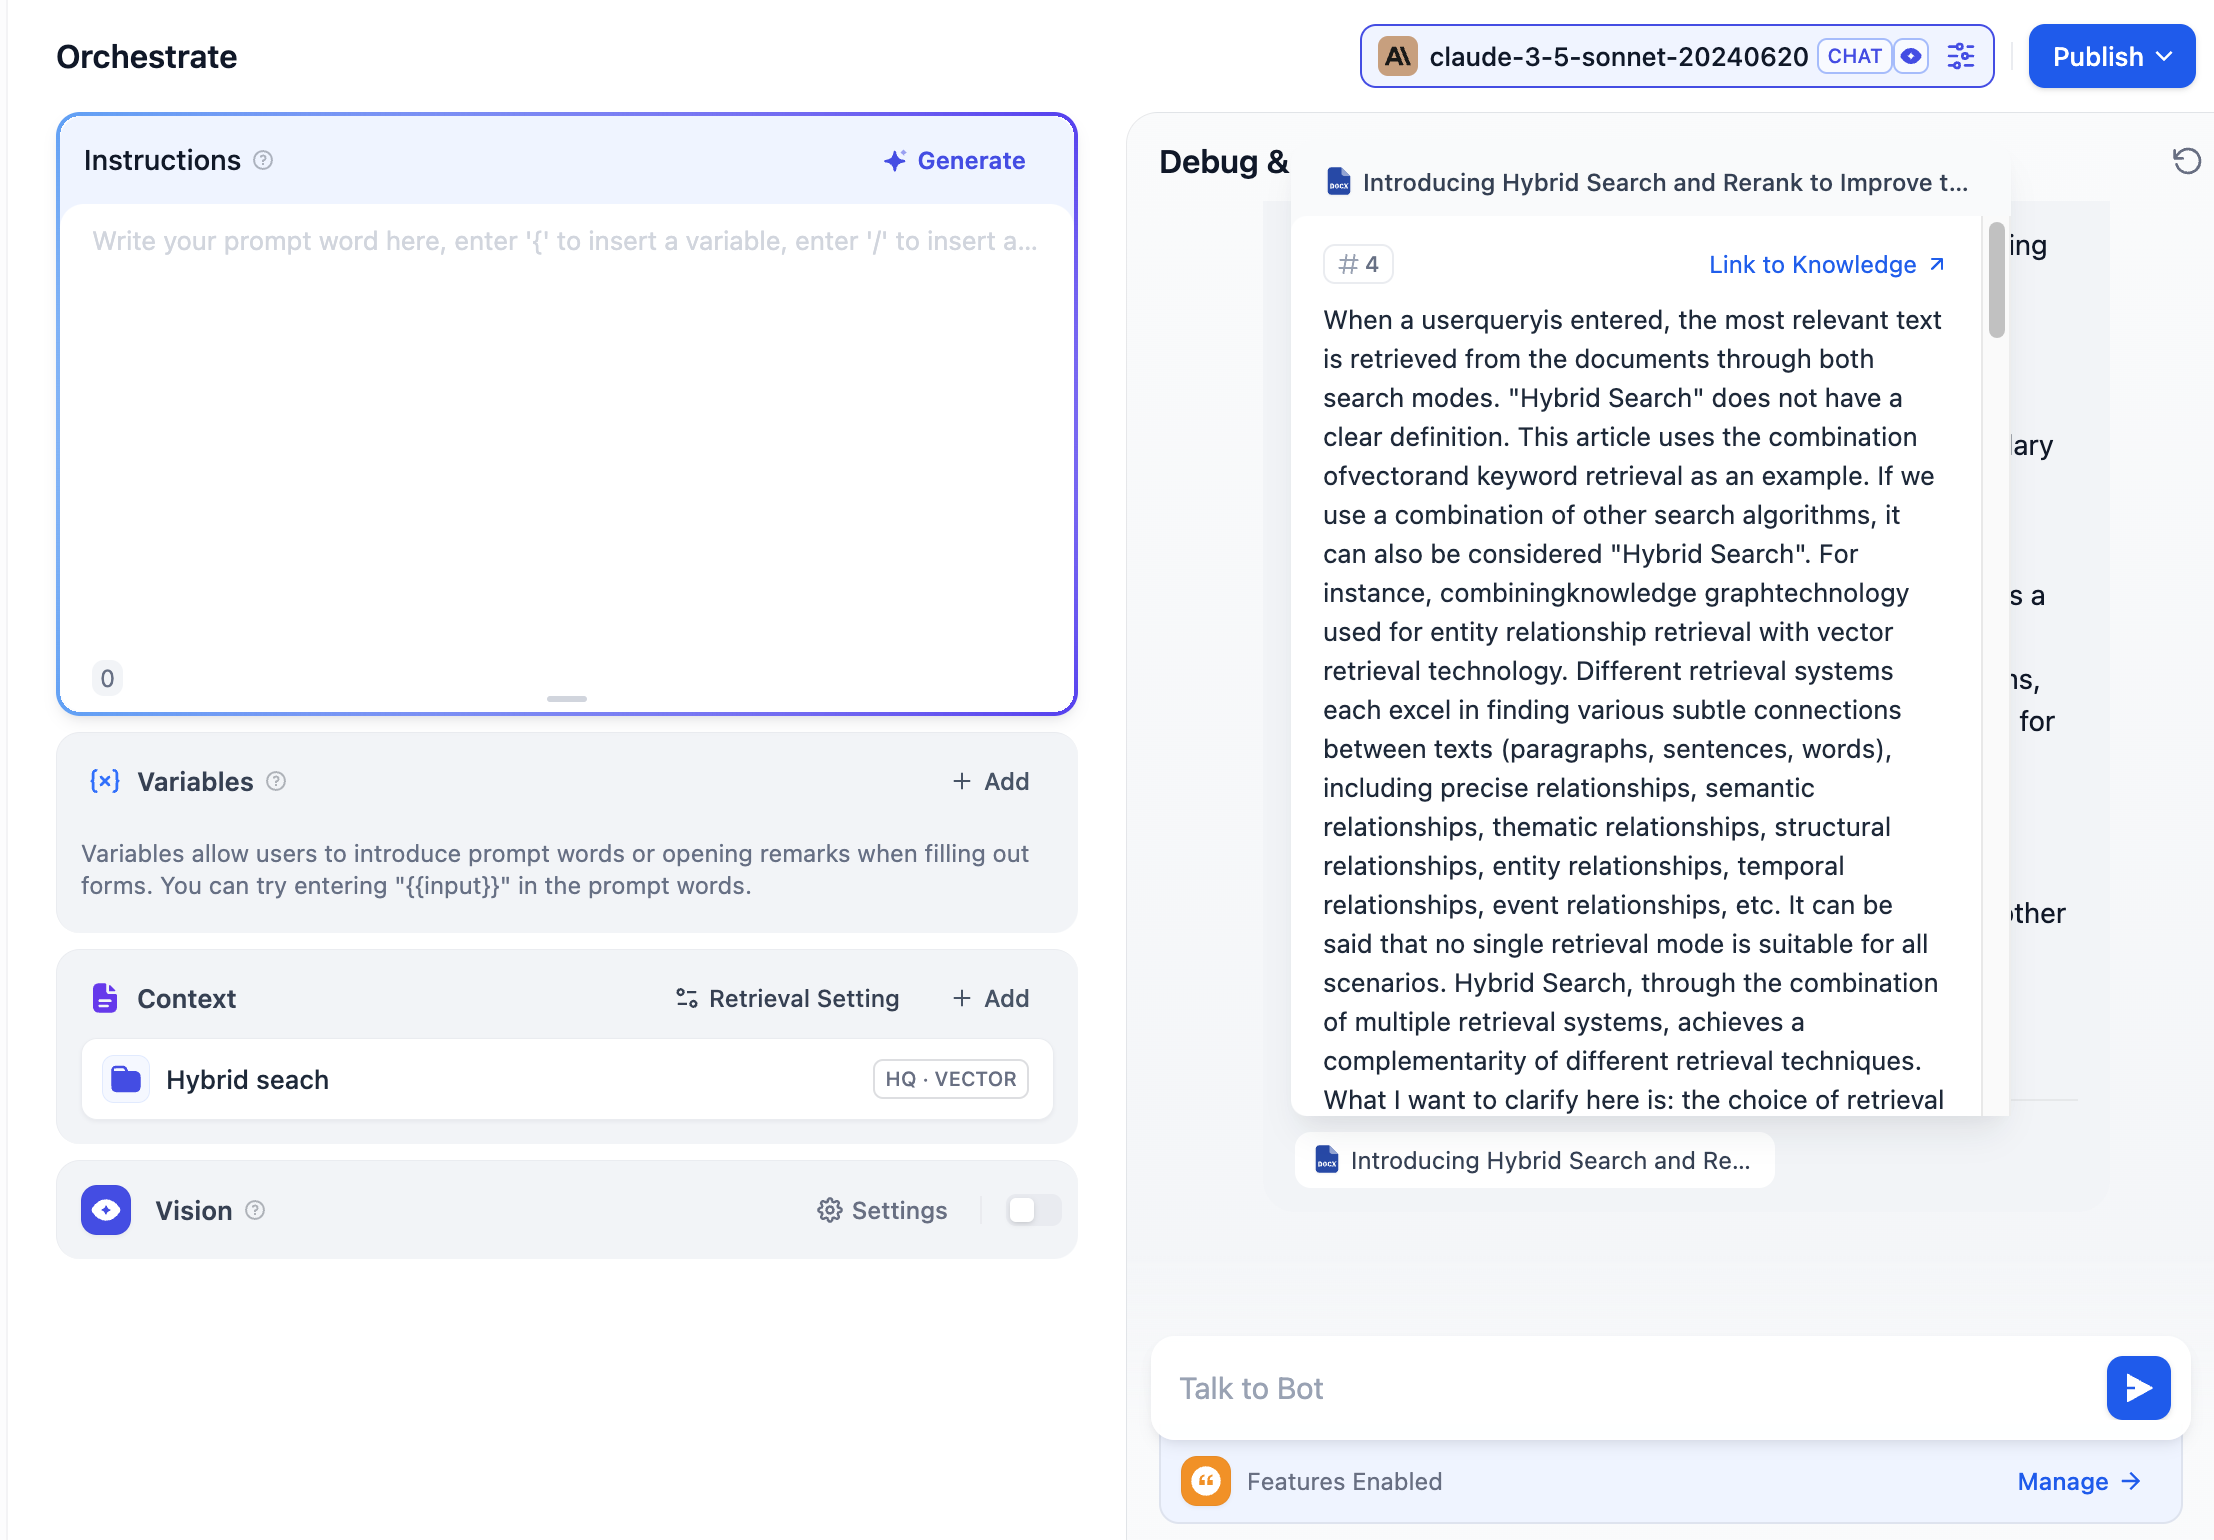 Orchestrate
claude-3-5-sonnet-20240620 CHAT
Publish
Instructions
Generate
Write your prompt word here, enter '{' to insert a variable, enter '/' to insert a...
0
Variables
+ Add
Variables allow users to introduce prompt words or opening remarks when filling out
forms. You can try entering "{{input}}" in the prompt words.
Context
Retrieval Setting
+ Add
Hybrid seach
HQ · VECTOR
Vision
Settings
Debug &
DOCX Introducing Hybrid Search and Rerank to Improve t...
# 4
Link to Knowledge
When a userqueryis entered, the most relevant text
is retrieved from the documents through both
search modes. "Hybrid Search" does not have a
clear definition. This article uses the combination
ofvectorand keyword retrieval as an example. If we
use a combination of other search algorithms, it
can also be considered "Hybrid Search". For
instance, combiningknowledge graphtechnology
used for entity relationship retrieval with vector
retrieval technology. Different retrieval systems
each excel in finding various subtle connections
between texts (paragraphs, sentences, words),
including precise relationships, semantic
relationships, thematic relationships, structural
relationships, entity relationships, temporal
relationships, event relationships, etc. It can be
said that no single retrieval mode is suitable for all
scenarios. Hybrid Search, through the combination
of multiple retrieval systems, achieves a
complementarity of different retrieval techniques.
What I want to clarify here is: the choice of retrieval
ing
s a
for
DOCX Introducing Hybrid Search and Re...
Talk to Bot
Features Enabled
Manage →